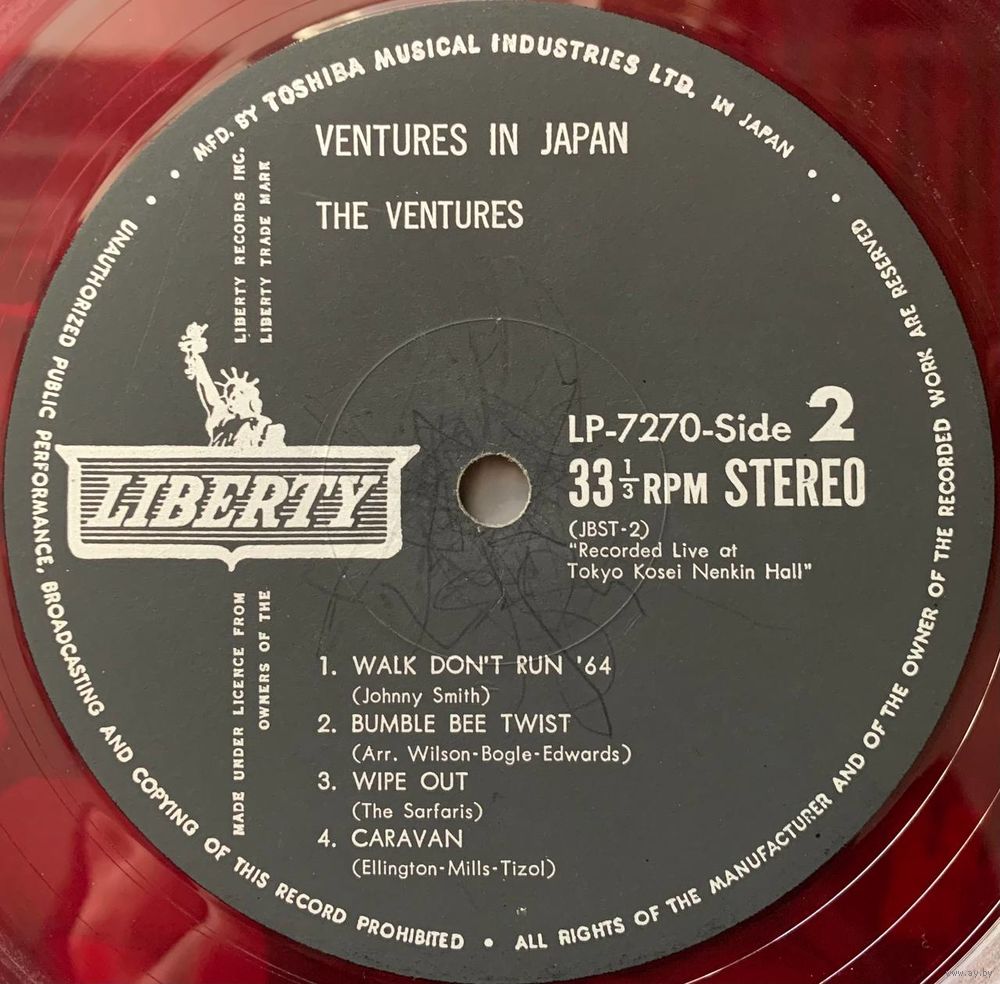 MFD. BY TOSHIBA MUSICAL INDUSTRIES LTD. IN JAPAN
VENTURES IN JAPAN
THE VENTURES
LIBERTY RECORDS INC.
LIBERTY TRADE MARK
LIBERTY
LP-7270-Side 2
33 1/3 RPM STEREO
(JBST-2)
"Recorded Live at
Tokyo Kosei Nenkin Hall"
MADE UNDER LICENCE FROM
OWNERS OF THE
1. WALK DON'T RUN '64
(Johnny Smith)
2. BUMBLE BEE TWIST
(Arr. Wilson-Bogle-Edwards)
3. WIPE OUT
(The Sarfaris)
4. CARAVAN
(Ellington-Mills-Tizol)
UNAUTHORIZED PUBLIC PERFORMANCE, BROADCASTING AND COPYING OF THIS RECORD PROHIBITED • ALL RIGHTS OF THE MANUFACTURER AND OF THE OWNER OF THE RECORDED WORK ARE RESERVED
www.ay.by